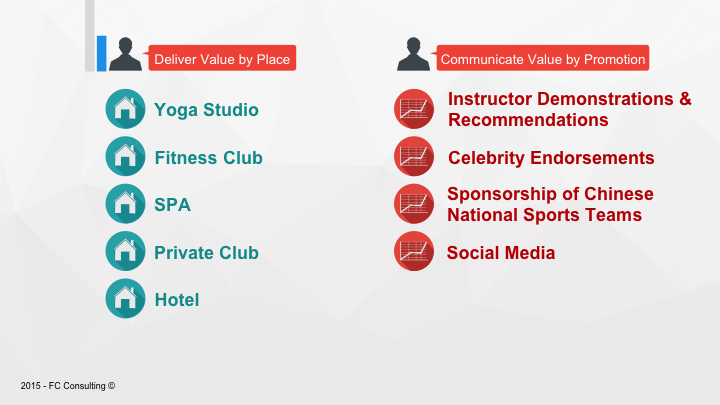 Deliver Value by Place
Yoga Studio
Fitness Club
SPA
Private Club
Hotel
Communicate Value by Promotion
Instructor Demonstrations &
Recommendations
Celebrity Endorsements
Sponsorship of Chinese
National Sports Teams
Social Media
2015 - FC Consulting ©